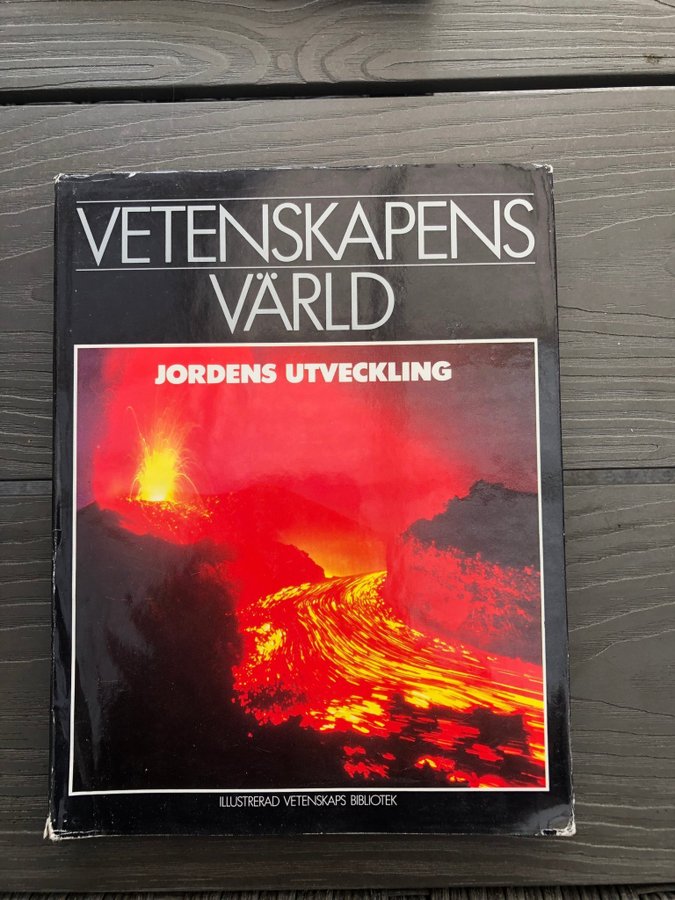 VETENSKAPENS
VÄRLD
JORDENS UTVECKLING
ILLUSTRERAD VETENSKAPS BIBLIOTEK